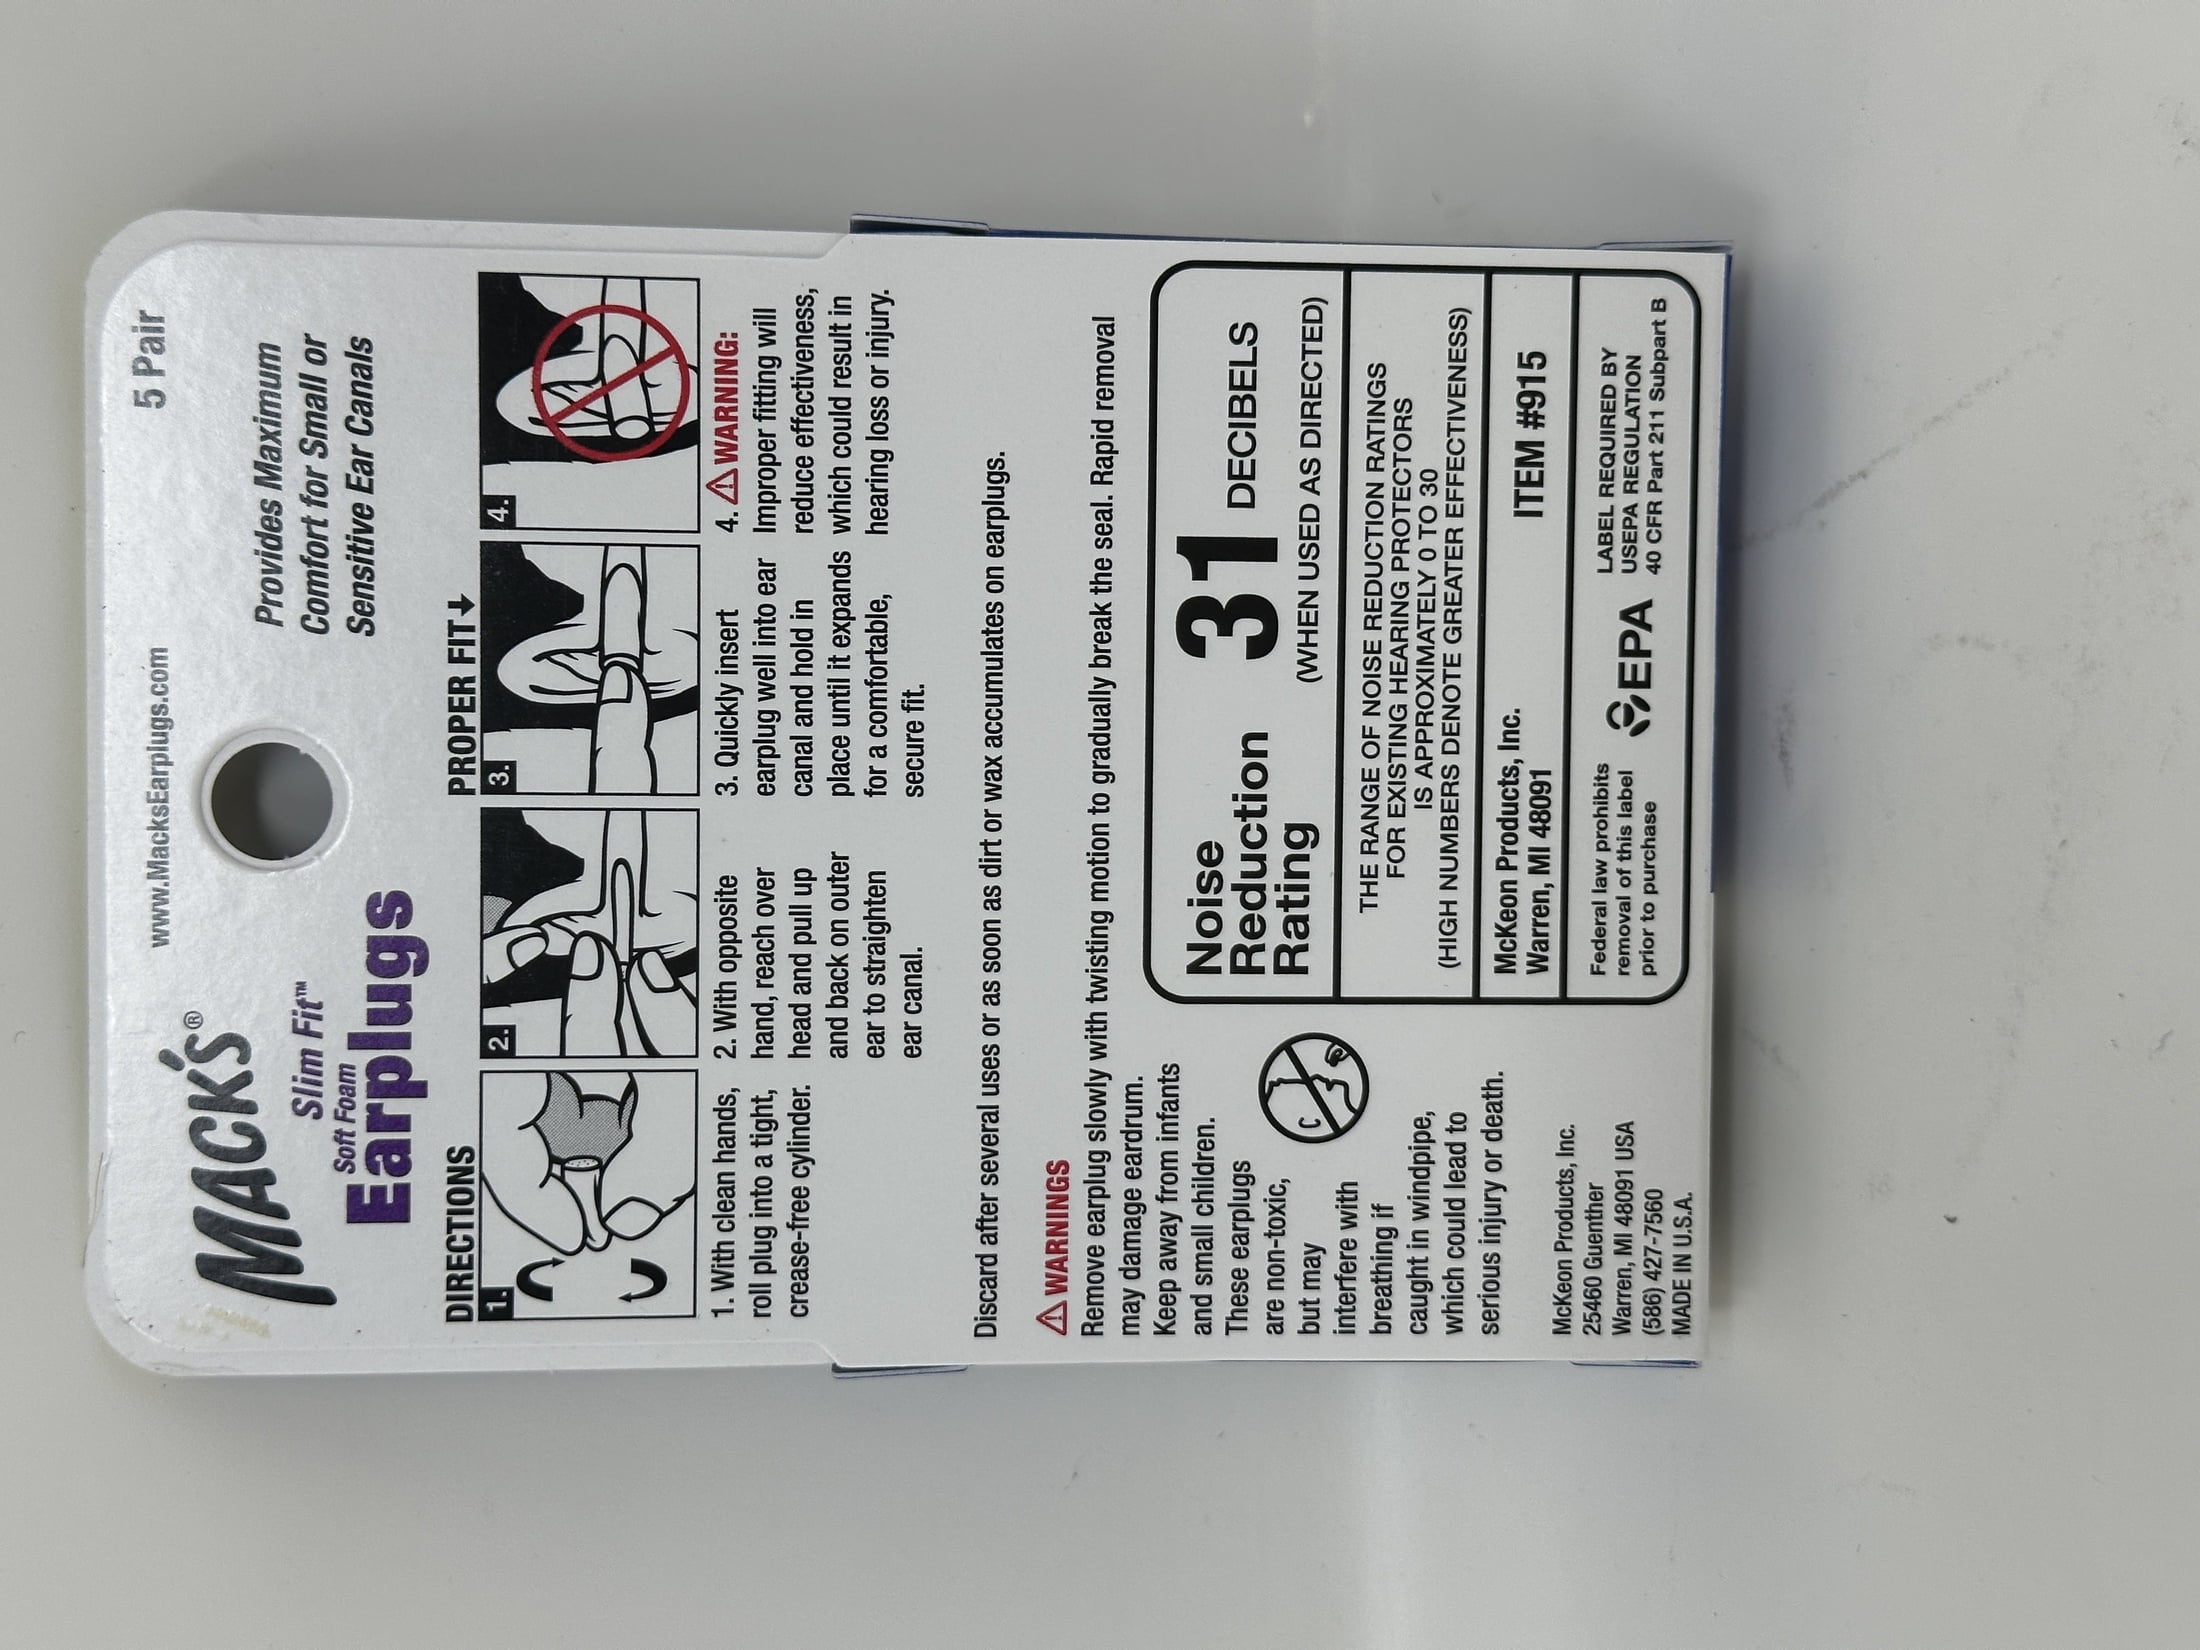 www.MacksEarplugs.com
5 Pair
MACK'S®
Slim Fit™
Soft Foam
Earplugs
Provides Maximum
Comfort for Small or
Sensitive Ear Canals
DIRECTIONS
PROPER FIT↓
1.
2.
3.
4.
1. With clean hands,
roll plug into a tight,
crease-free cylinder.
2. With opposite
hand, reach over
head and pull up
and back on outer
ear to straighten
ear canal.
3. Quickly insert
earplug well into ear
canal and hold in
place until it expands
for a comfortable,
secure fit.
4. ⚠WARNING:
Improper fitting will
reduce effectiveness,
which could result in
hearing loss or injury.
Discard after several uses or as soon as dirt or wax accumulates on earplugs.
⚠WARNINGS
Remove earplug slowly with twisting motion to gradually break the seal. Rapid removal
may damage eardrum.
Keep away from infants
and small children.
These earplugs
are non-toxic,
but may
interfere with
breathing if
caught in windpipe,
which could lead to
serious injury or death.
McKeon Products, Inc.
25460 Guenther
Warren, MI 48091 USA
(586) 427-7560
MADE IN U.S.A.
Noise
Reduction
Rating
31 DECIBELS
(WHEN USED AS DIRECTED)
THE RANGE OF NOISE REDUCTION RATINGS
FOR EXISTING HEARING PROTECTORS
IS APPROXIMATELY 0 TO 30
(HIGH NUMBERS DENOTE GREATER EFFECTIVENESS)
McKeon Products, Inc.
Warren, MI 48091
ITEM #915
Federal law prohibits
removal of this label
prior to purchase
EPA
LABEL REQUIRED BY
USEPA REGULATION
40 CFR Part 211 Subpart B